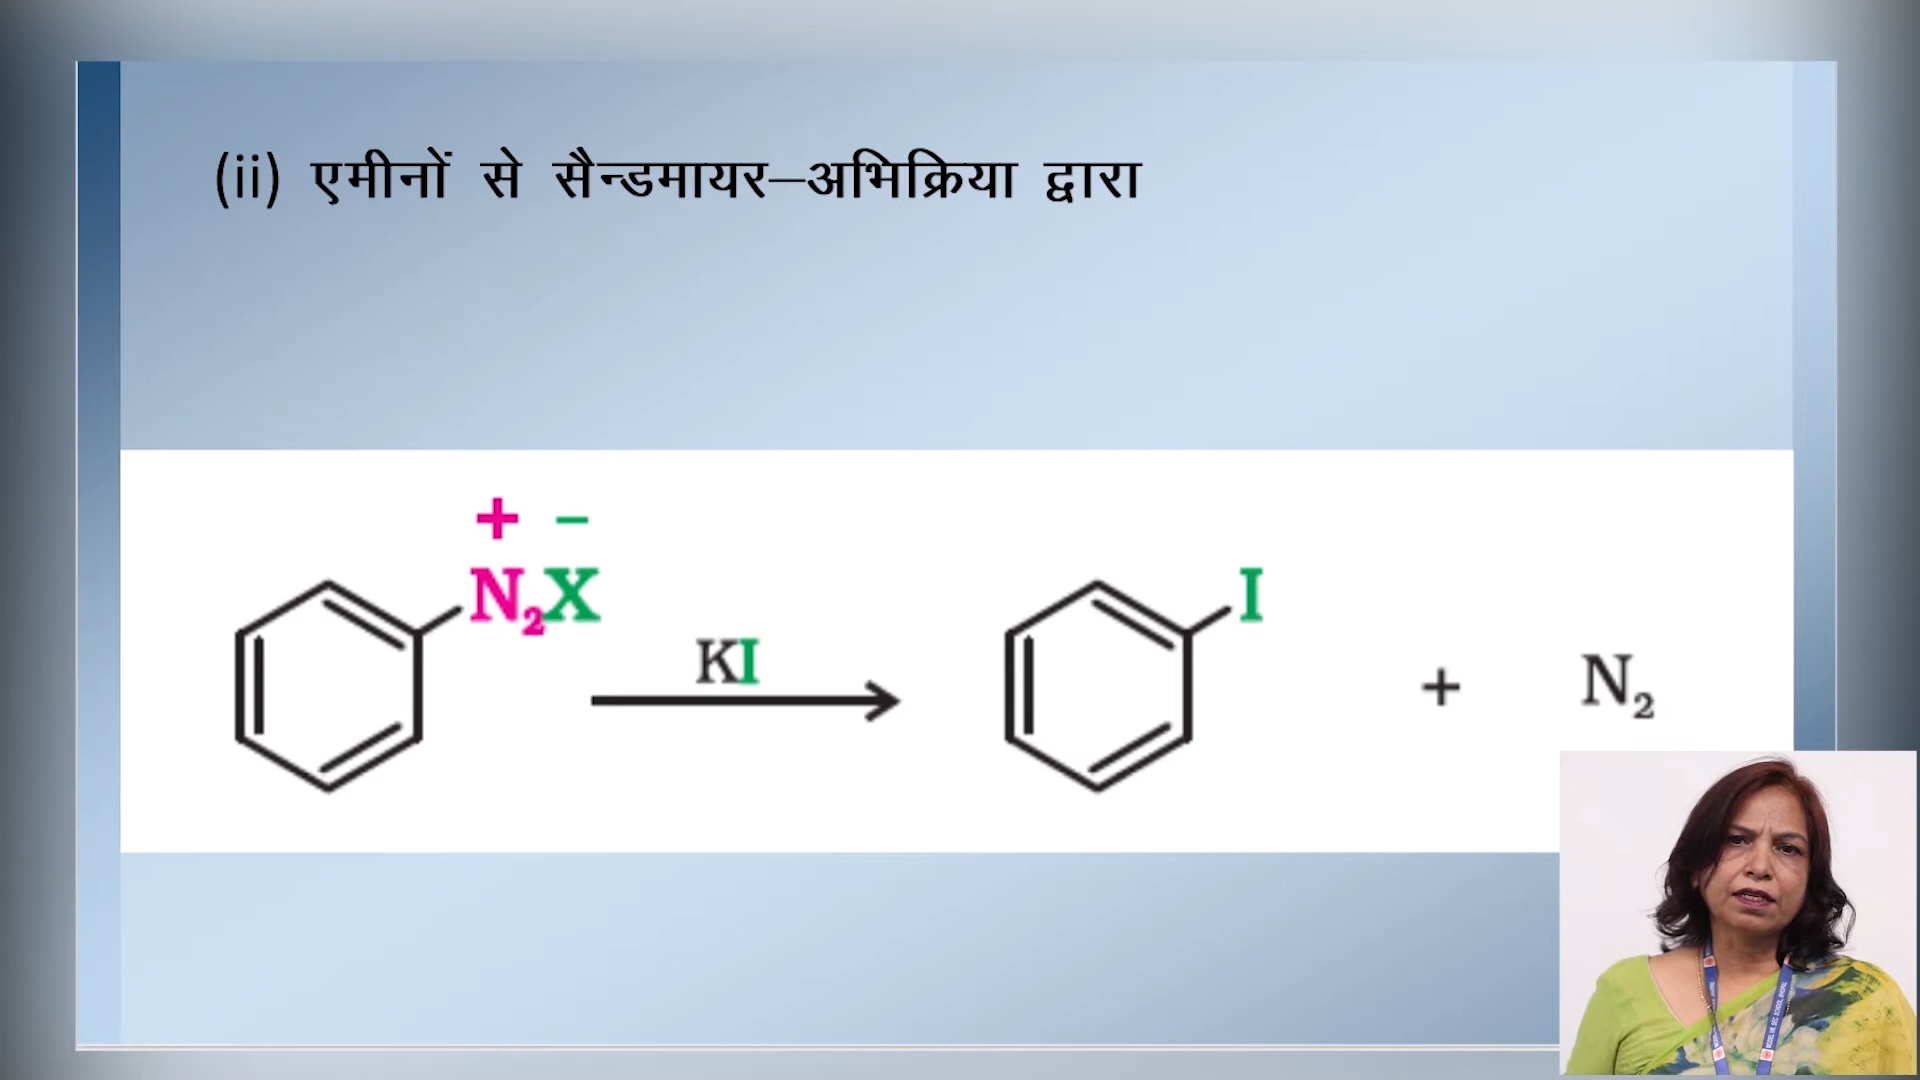 (ii) एमीनों से सैन्डमायर–अभिक्रिया द्वारा
+ −
N₂X
KI
I
+ N₂